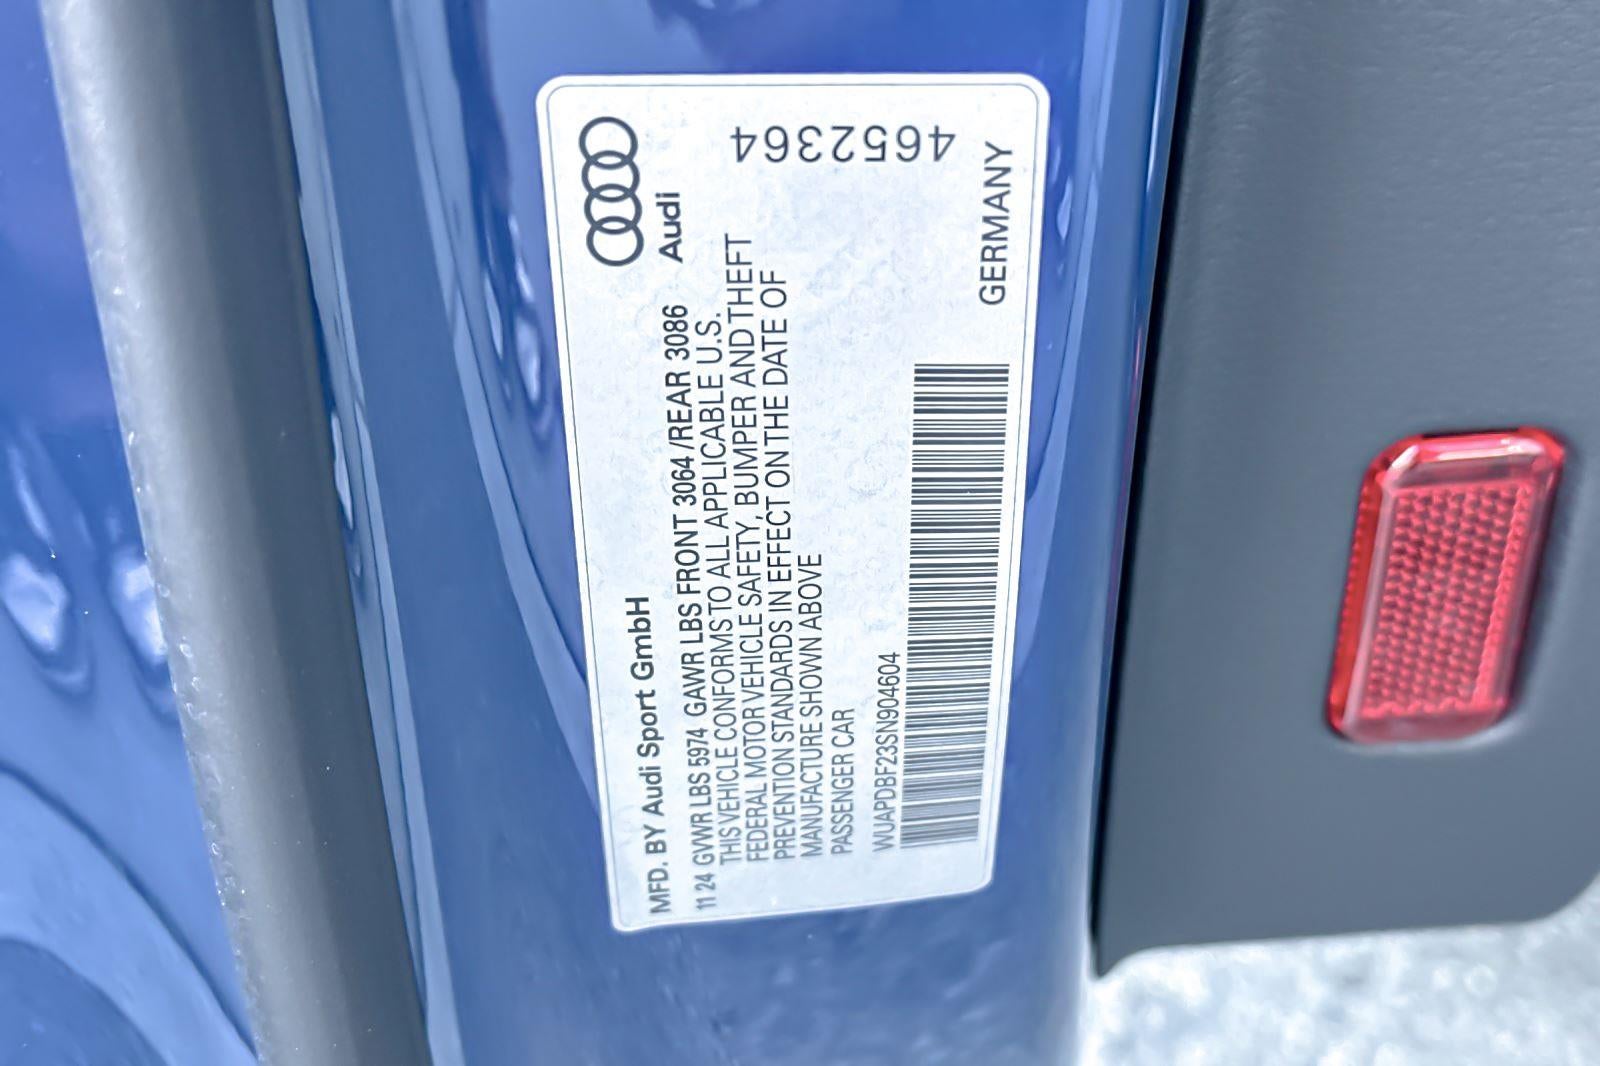 MFD. BY Audi Sport GmbH
Audi
11 24 GVWR LBS 5974 GAWR LBS FRONT 3064 /REAR 3086
THIS VEHICLE CONFORMS TO ALL APPLICABLE U.S.
FEDERAL MOTOR VEHICLE SAFETY, BUMPER AND THEFT
PREVENTION STANDARDS IN EFFECT ON THE DATE OF
MANUFACTURE SHOWN ABOVE
PASSENGER CAR
WUAPDBF23SN904604
GERMANY
4652364